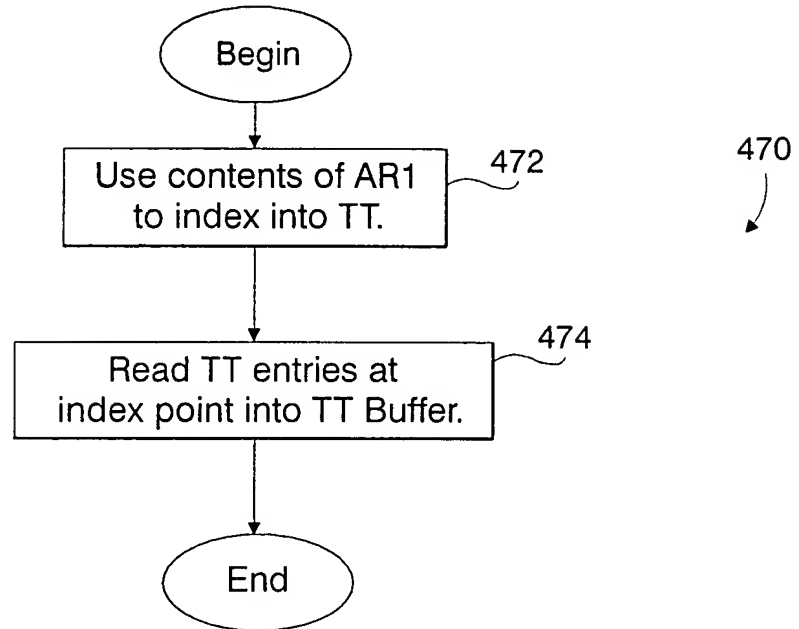 Begin
Use contents of AR1
to index into TT.
472
470
Read TT entries at
index point into TT Buffer.
474
End